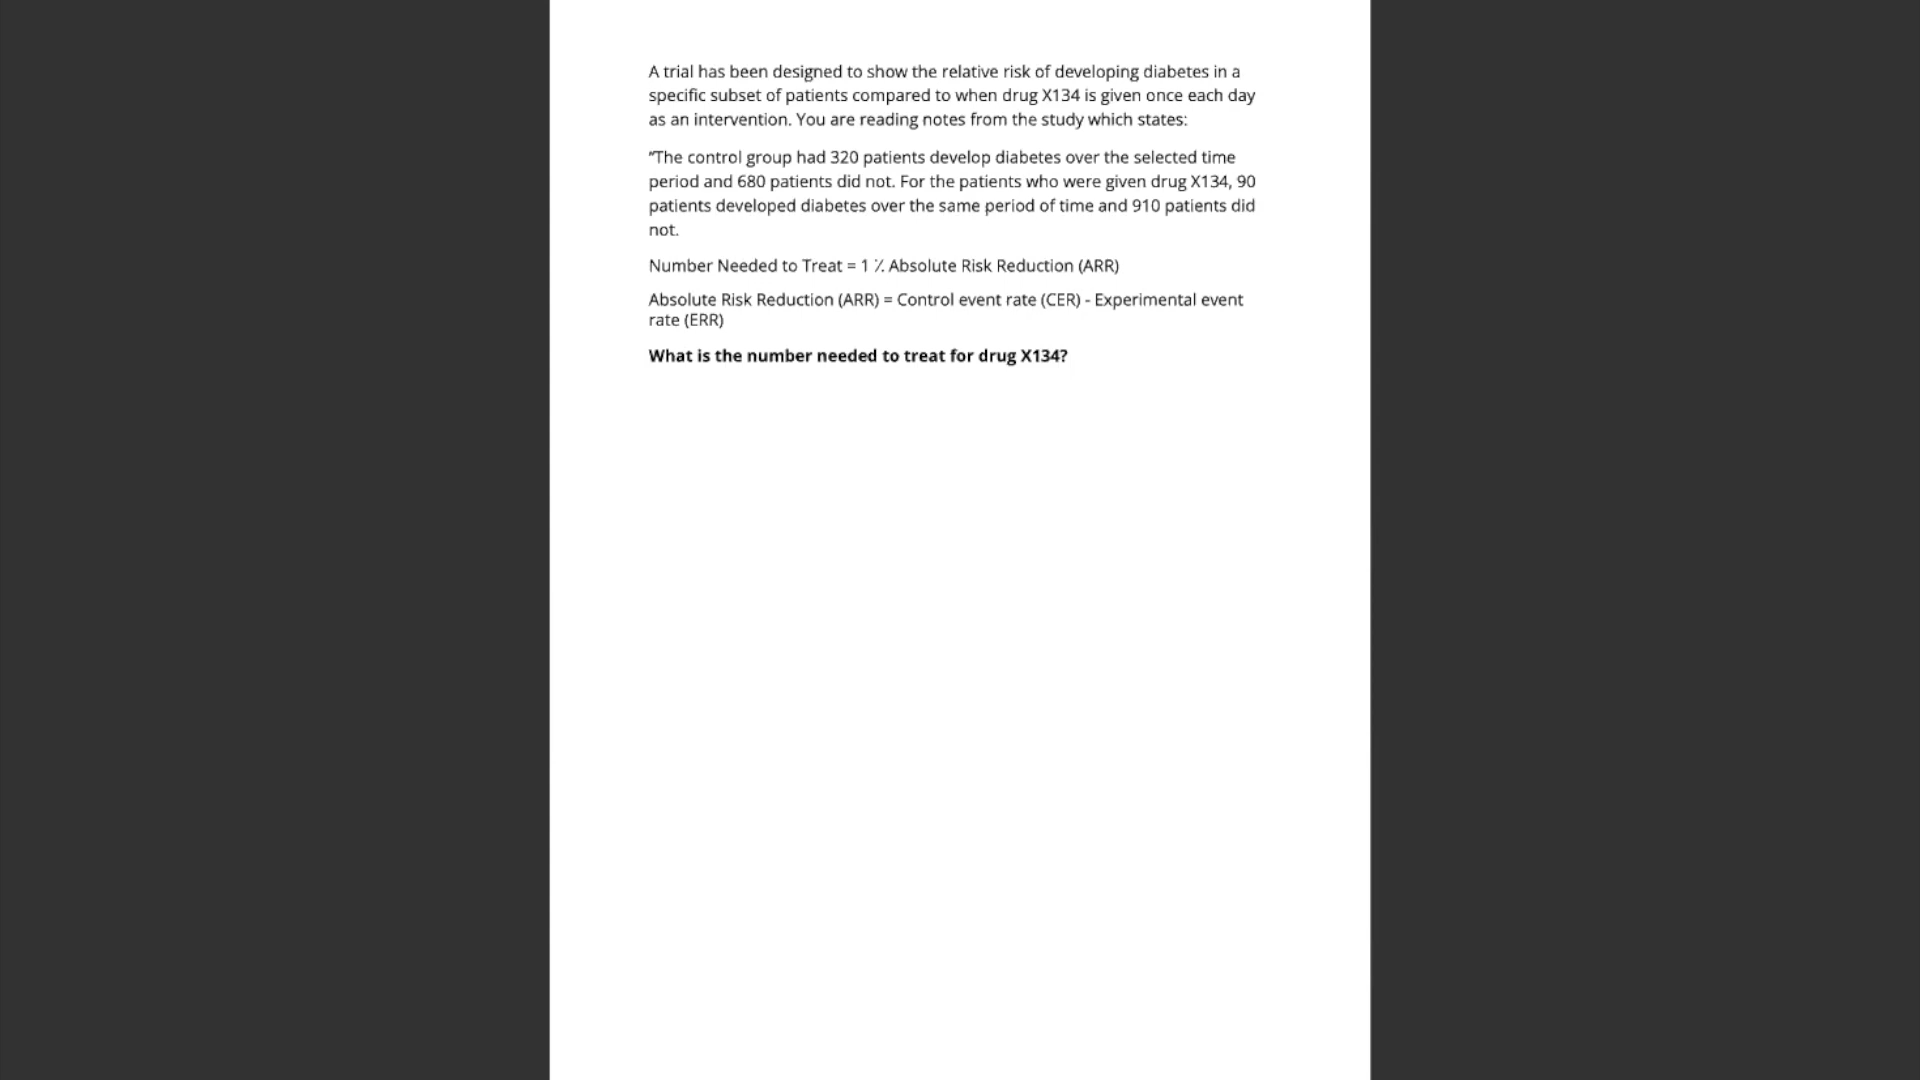 A trial has been designed to show the relative risk of developing diabetes in a
specific subset of patients compared to when drug X134 is given once each day
as an intervention. You are reading notes from the study which states:
“The control group had 320 patients develop diabetes over the selected time
period and 680 patients did not. For the patients who were given drug X134, 90
patients developed diabetes over the same period of time and 910 patients did
not.
Number Needed to Treat = 1 ⁒ Absolute Risk Reduction (ARR)
Absolute Risk Reduction (ARR) = Control event rate (CER) - Experimental event
rate (ERR)
What is the number needed to treat for drug X134?